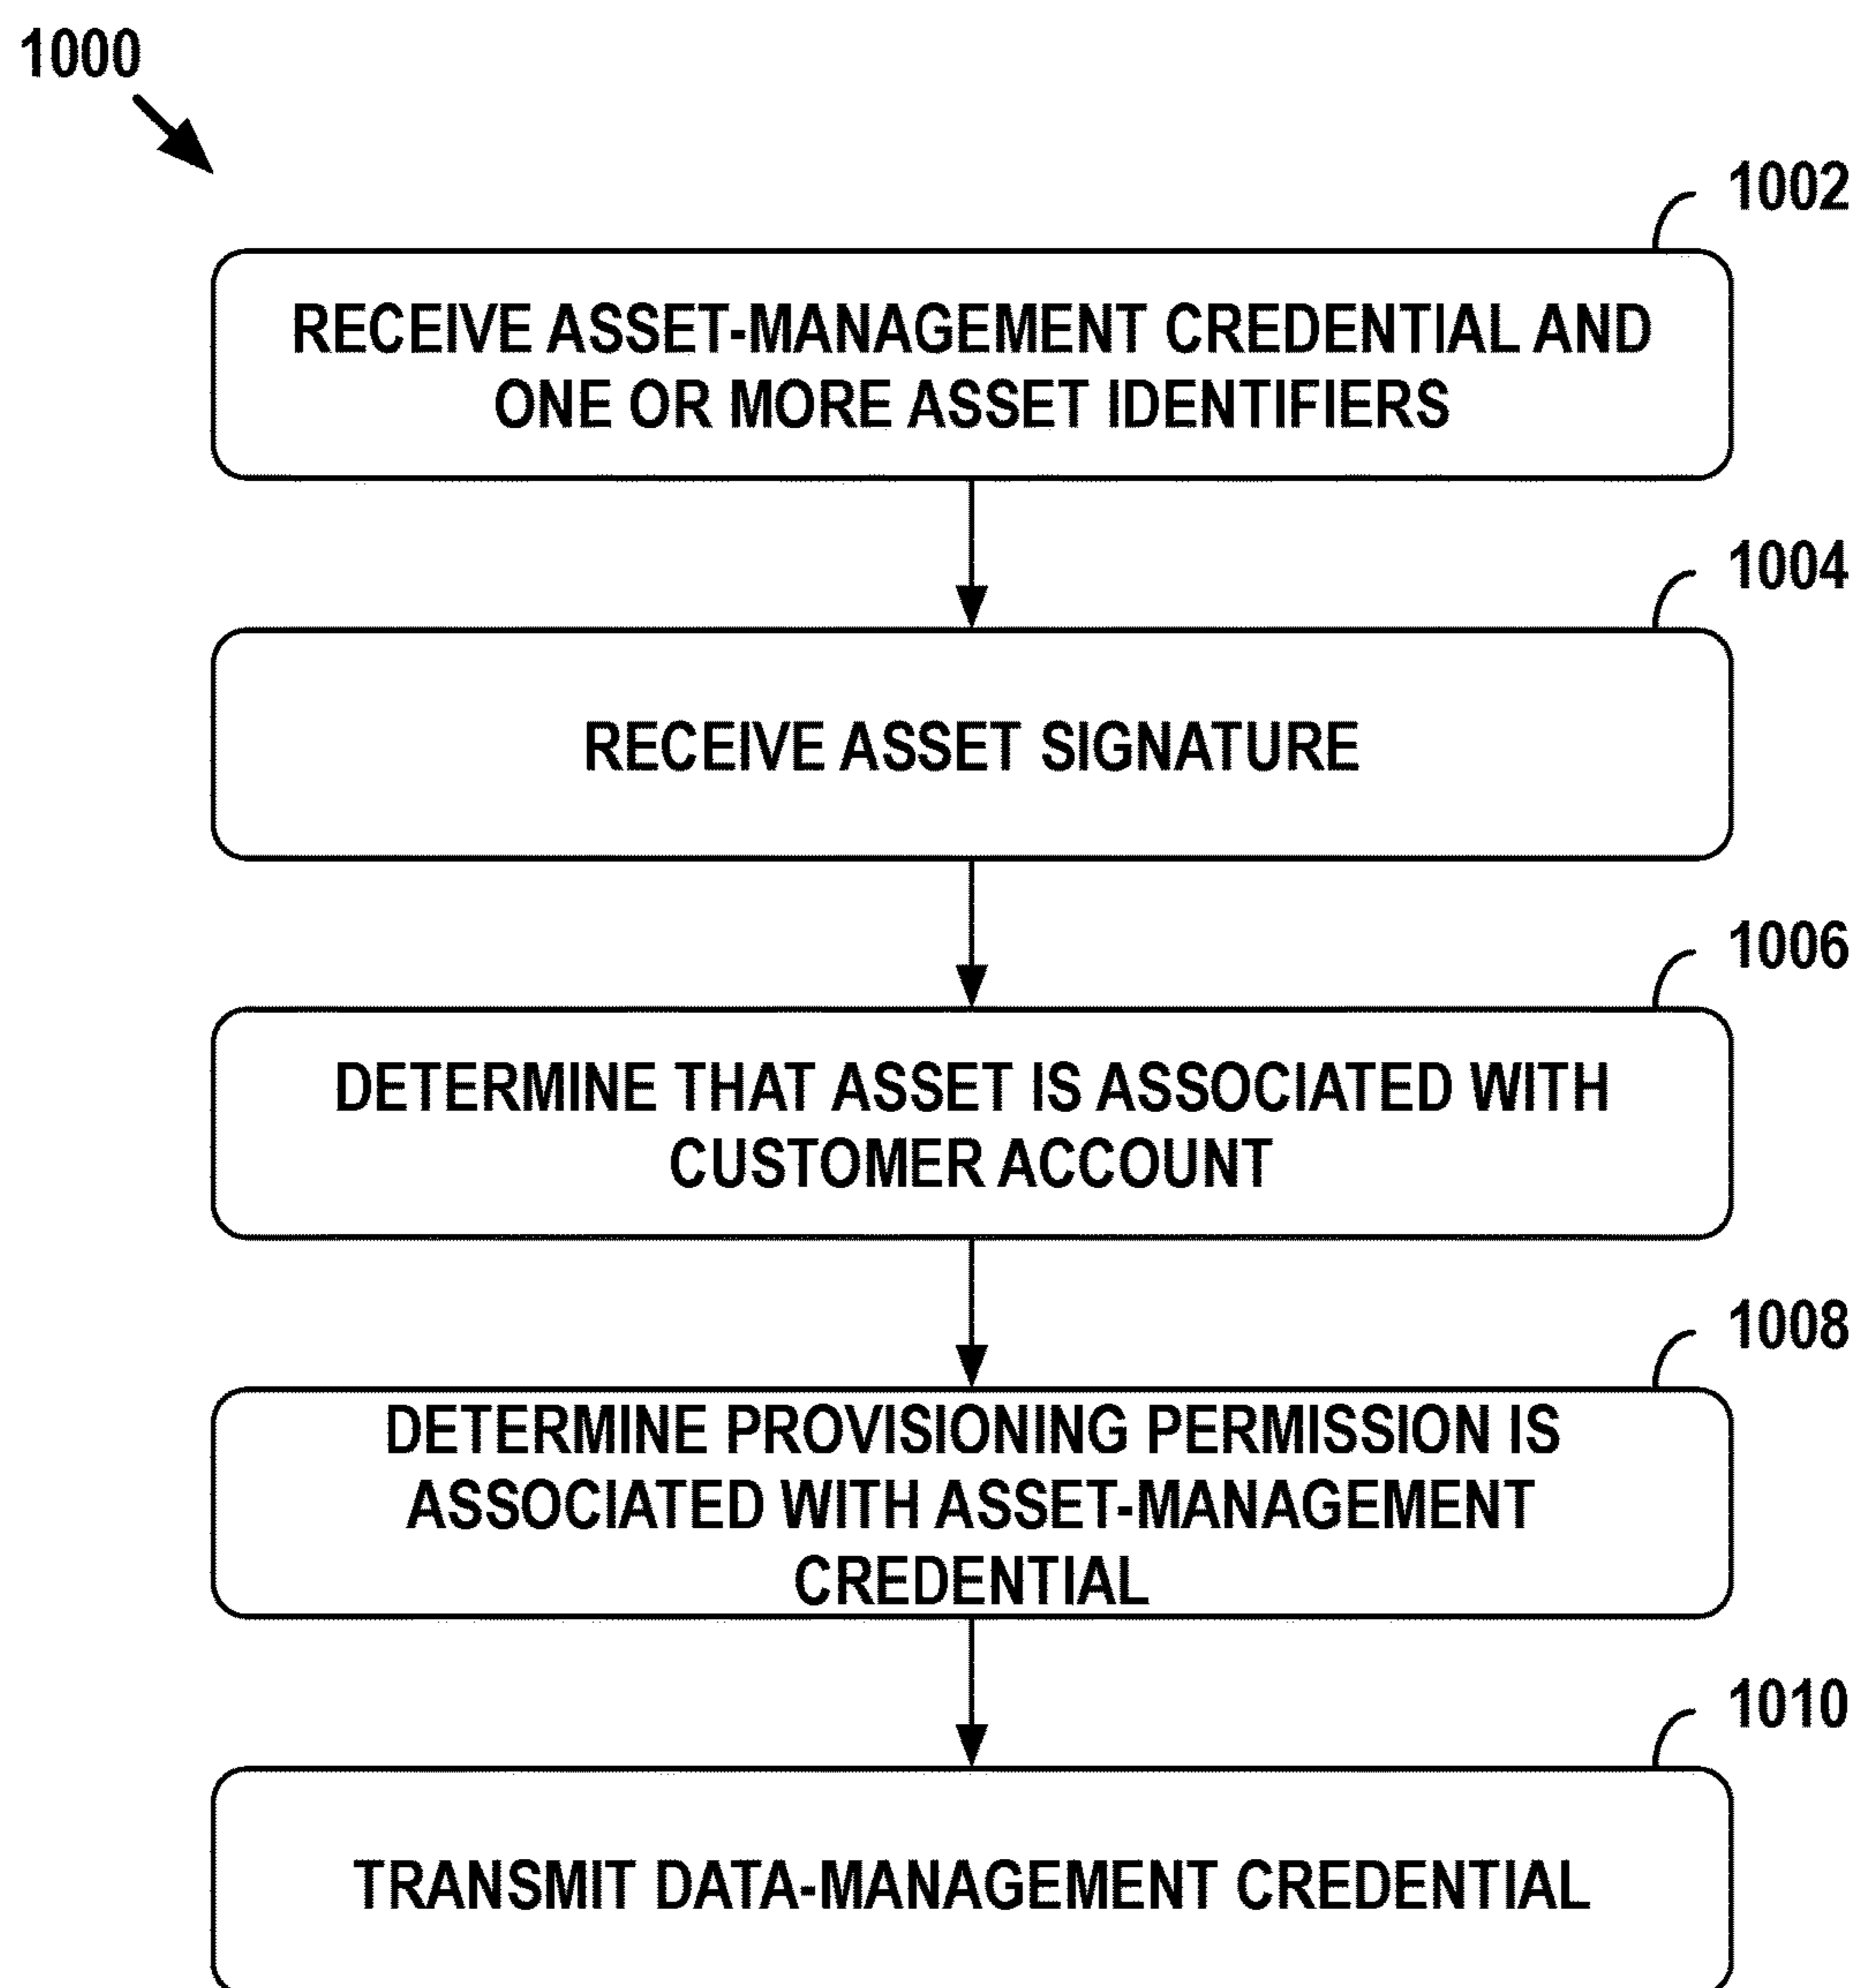 1000
1002
RECEIVE ASSET-MANAGEMENT CREDENTIAL AND
ONE OR MORE ASSET IDENTIFIERS
1004
RECEIVE ASSET SIGNATURE
1006
DETERMINE THAT ASSET IS ASSOCIATED WITH
CUSTOMER ACCOUNT
1008
DETERMINE PROVISIONING PERMISSION IS
ASSOCIATED WITH ASSET-MANAGEMENT
CREDENTIAL
1010
TRANSMIT DATA-MANAGEMENT CREDENTIAL